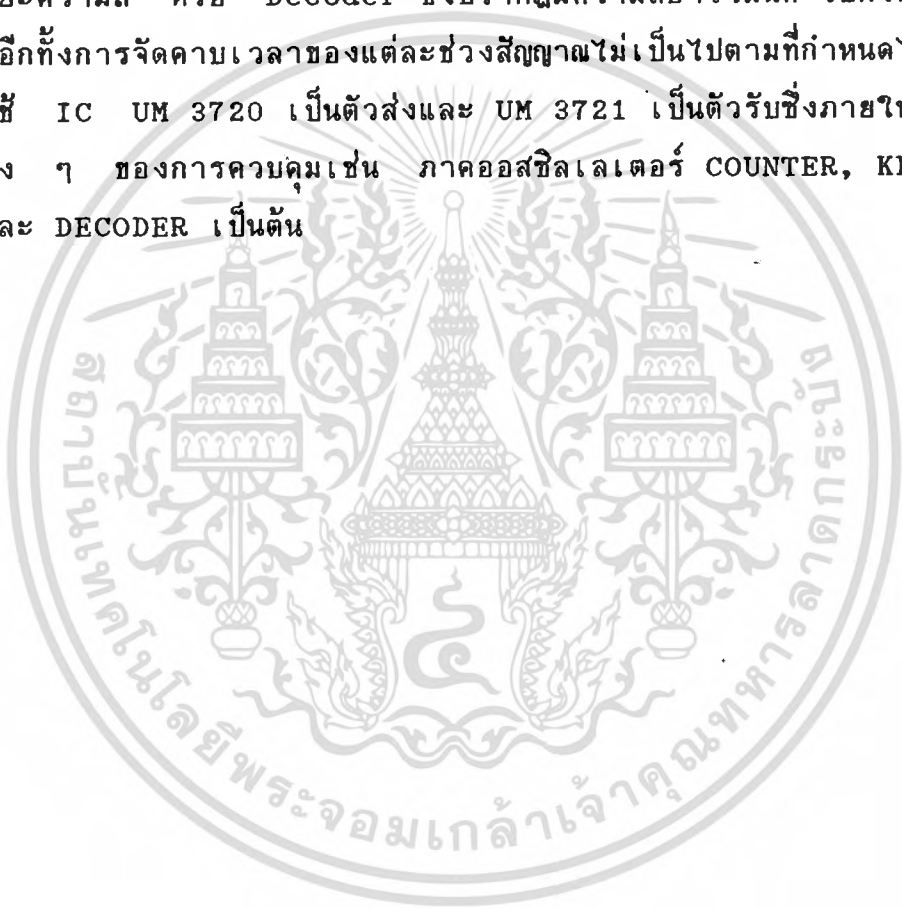 Decoder
อีกทั้งการจัดคาบเวลาของแต่ละช่วงสัญญาณไม่เป็นไปตามที่กำหนด
IC UM 3720 เป็นตัวส่งและ UM 3721 เป็นตัวรับซึ่งภายใน
ๆ ของการควบคุมเช่น ภาคออสซิลเลเตอร์ COUNTER,
DECODER เป็นต้น
สถาบันเทคโนโลยีพระจอมเกล้าเจ้าคุณทหารลาดกระบัง